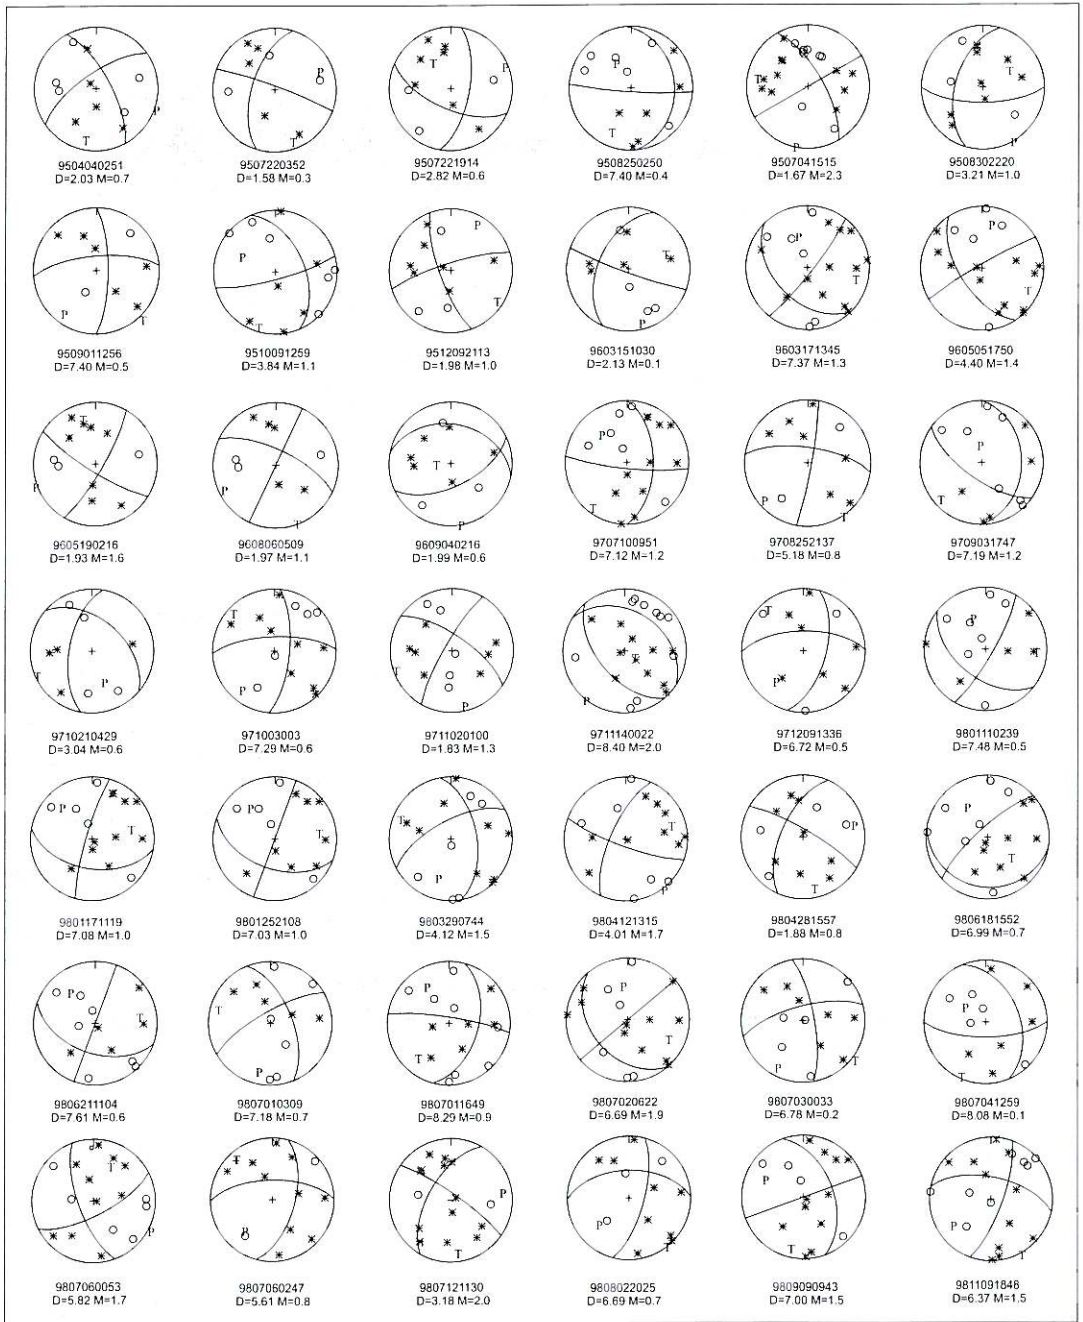 P
T
9504040251
D=2.03 M=0.7
P
T
9507220352
D=1.58 M=0.3
T
P
9507221914
D=2.82 M=0.6
P
T
9508250250
D=7.40 M=0.4
T
P
9507041515
D=1.67 M=2.3
T
P
9508302220
D=3.21 M=1.0
P
T
9509011256
D=7.40 M=0.5
P
T
9510091259
D=3.84 M=1.1
P
T
9512092113
D=1.98 M=1.0
T
P
9603151030
D=2.13 M=0.1
P
T
9603171345
D=7.37 M=1.3
P
T
9605051750
D=4.40 M=1.4
T
P
9605190216
D=1.93 M=1.6
P
T
9608060509
D=1.97 M=1.1
T
P
9609040216
D=1.99 M=0.6
P
T
9707100951
D=7.12 M=1.2
P
T
9708252137
D=5.18 M=0.8
P
T
9709031747
D=7.19 M=1.2
T
P
9710210429
D=3.04 M=0.6
T
P
971003003
D=7.29 M=0.6
T
P
9711020100
D=1.83 M=1.3
T
P
9711140022
D=8.40 M=2.0
T
P
9712091336
D=6.72 M=0.5
P
T
9801110239
D=7.48 M=0.5
P
T
9801171119
D=7.08 M=1.0
P
T
9801252108
D=7.03 M=1.0
T
P
9803290744
D=4.12 M=1.5
T
P
9804121315
D=4.01 M=1.7
P
T
9804281557
D=1.88 M=0.8
P
T
9806181552
D=6.99 M=0.7
P
T
9806211104
D=7.61 M=0.6
T
P
9807010309
D=7.18 M=0.7
P
T
9807011649
D=8.29 M=0.9
P
T
9807020622
D=6.69 M=1.9
P
T
9807030033
D=6.78 M=0.2
P
T
9807041259
D=8.08 M=0.1
T
P
9807060053
D=5.82 M=1.7
T
P
9807060247
D=5.61 M=0.8
P
T
9807121130
D=3.18 M=2.0
P
T
9808022025
D=6.69 M=0.7
P
T
9809090943
D=7.00 M=1.5
P
T
9811091846
D=6.37 M=1.5